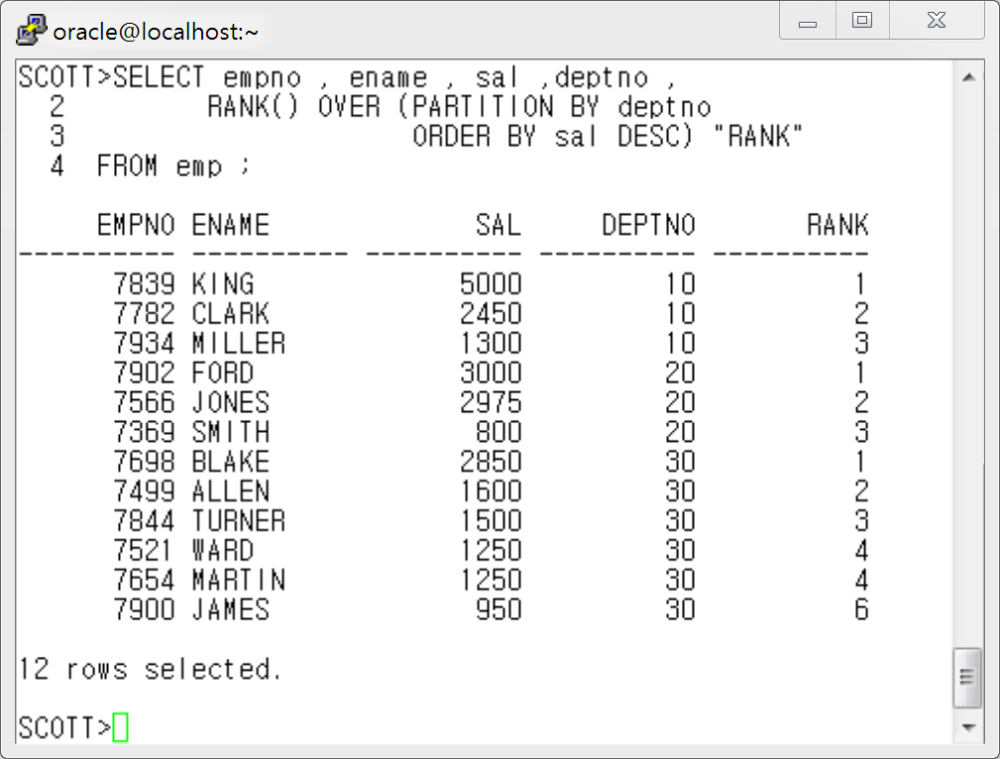 oracle@localhost:~
SCOTT>SELECT empno , ename , sal ,deptno ,
  2         RANK() OVER (PARTITION BY deptno
  3                      ORDER BY sal DESC) "RANK"
  4  FROM emp ;
     EMPNO ENAME             SAL     DEPTNO       RANK
---------- ---------- ---------- ---------- ----------
      7839 KING             5000         10          1
      7782 CLARK            2450         10          2
      7934 MILLER           1300         10          3
      7902 FORD             3000         20          1
      7566 JONES            2975         20          2
      7369 SMITH             800         20          3
      7698 BLAKE            2850         30          1
      7499 ALLEN            1600         30          2
      7844 TURNER           1500         30          3
      7521 WARD             1250         30          4
      7654 MARTIN           1250         30          4
      7900 JAMES             950         30          6
12 rows selected.
SCOTT>